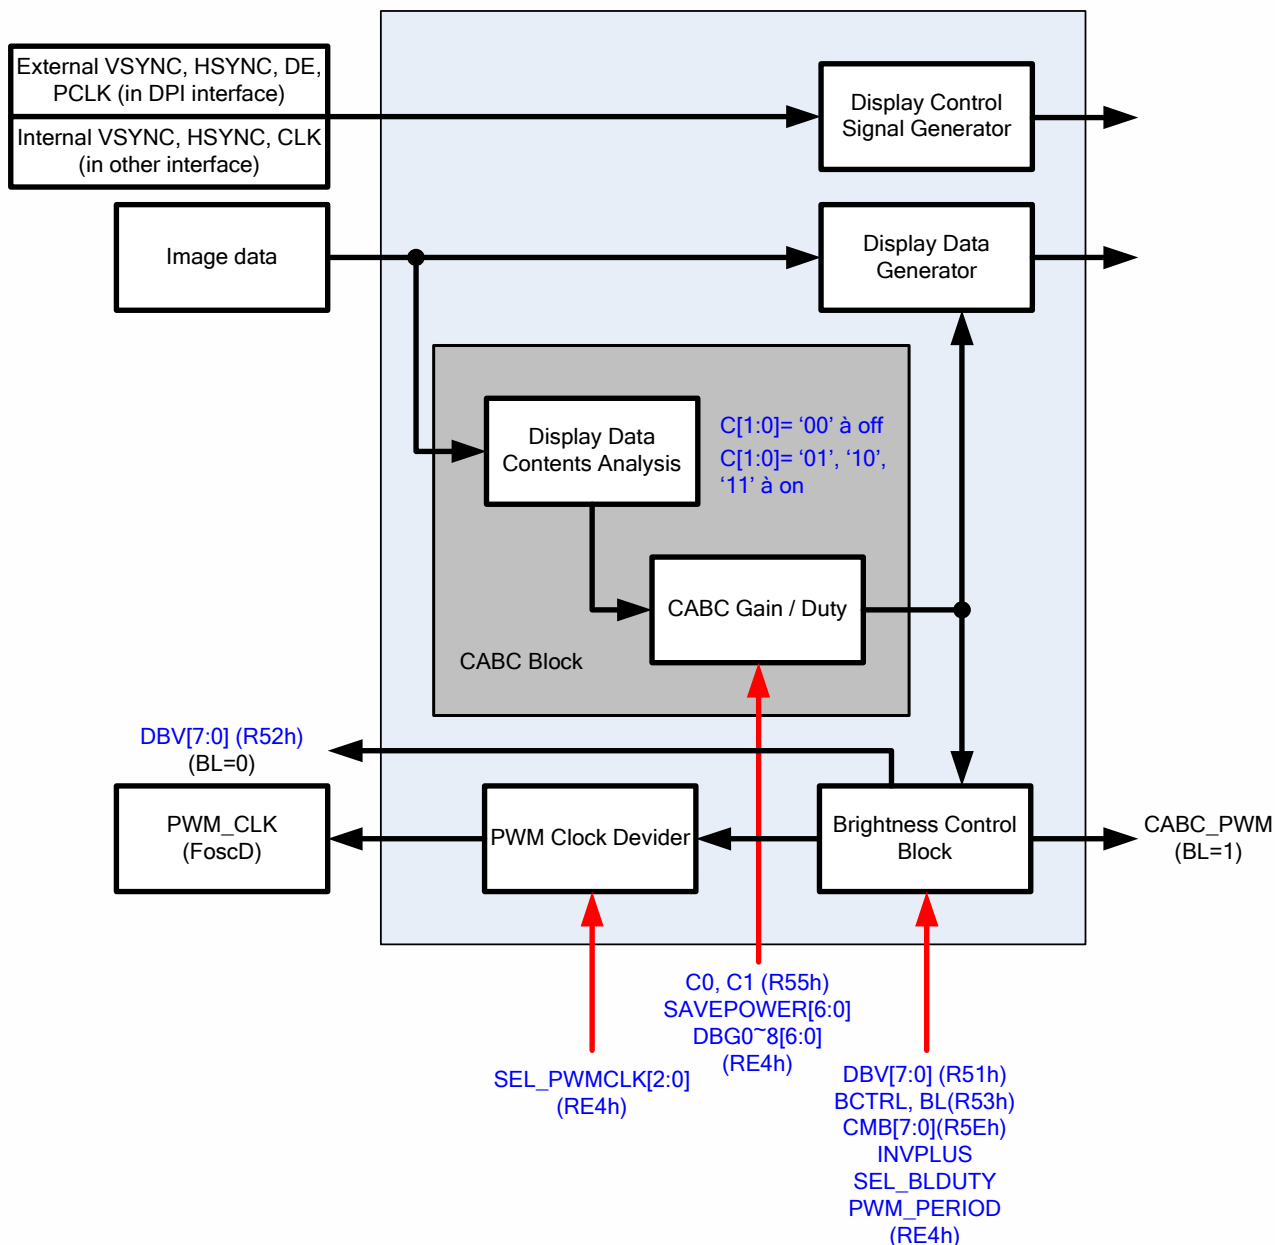 External VSYNC, HSYNC, DE,
PCLK (in DPI interface)
Internal VSYNC, HSYNC, CLK
(in other interface)
Display Control
Signal Generator
Image data
Display Data
Generator
Display Data
Contents Analysis
C[1:0]= ‘00’ à off
C[1:0]= ‘01’, ‘10’,
‘11’ à on
CABC Gain / Duty
CABC Block
DBV[7:0] (R52h)
(BL=0)
PWM_CLK
(FoscD)
PWM Clock Devider
Brightness Control
Block
CABC_PWM
(BL=1)
C0, C1 (R55h)
SAVEPOWER[6:0]
DBG0~8[6:0]
(RE4h)
SEL_PWMCLK[2:0]
(RE4h)
DBV[7:0] (R51h)
BCTRL, BL(R53h)
CMB[7:0](R5Eh)
INVPLUS
SEL_BLDUTY
PWM_PERIOD
(RE4h)